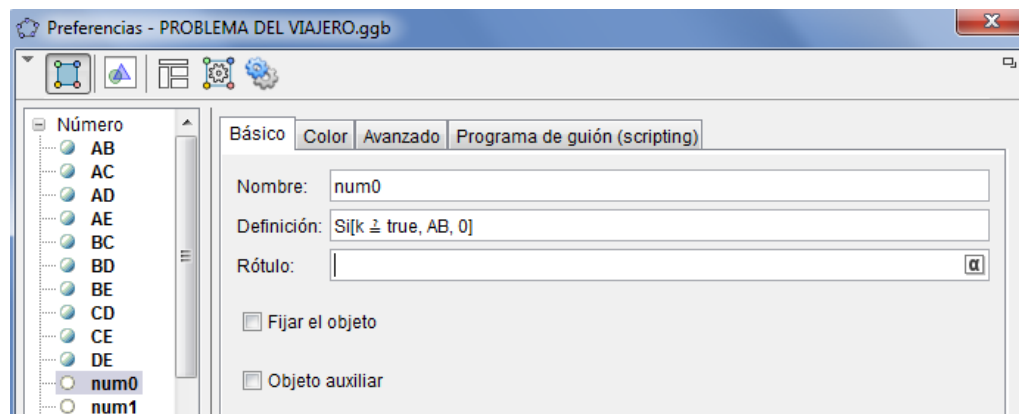 Preferencias - PROBLEMA DEL VIAJERO.ggb
Número
AB
AC
AD
AE
BC
BD
BE
CD
CE
DE
num0
num1
Básico Color Avanzado Programa de guión (scripting)
Nombre: num0
Definición: Si[k ≟ true, AB, 0]
Rótulo: α
Fijar el objeto
Objeto auxiliar